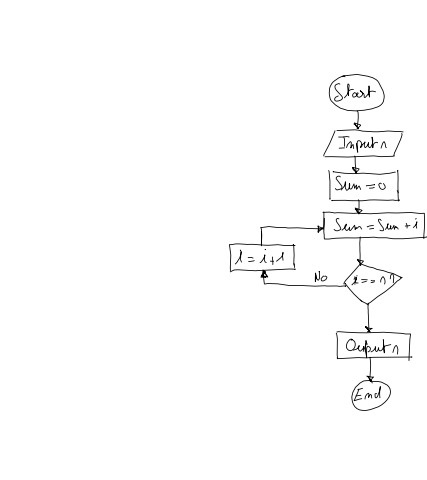 Start
Input n
Sum = 0
Sum = Sum + i
i = i + 1
No
i == n ?
Output n
End